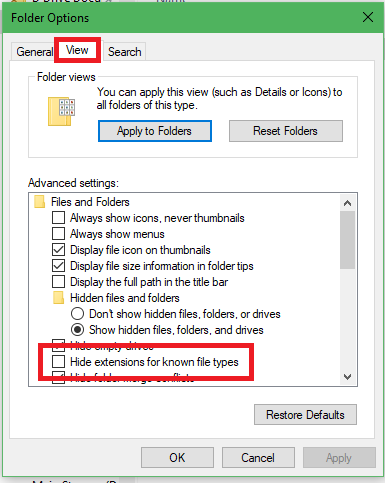 Folder Options
General View Search
Folder views
You can apply this view (such as Details or Icons) to
all folders of this type.
Apply to Folders Reset Folders
Advanced settings:
Files and Folders
Always show icons, never thumbnails
Always show menus
Display file icon on thumbnails
Display file size information in folder tips
Display the full path in the title bar
Hidden files and folders
Don't show hidden files, folders, or drives
Show hidden files, folders, and drives
Hide empty drives
Hide extensions for known file types
Hide folder merge conflicts
Restore Defaults
OK Cancel Apply